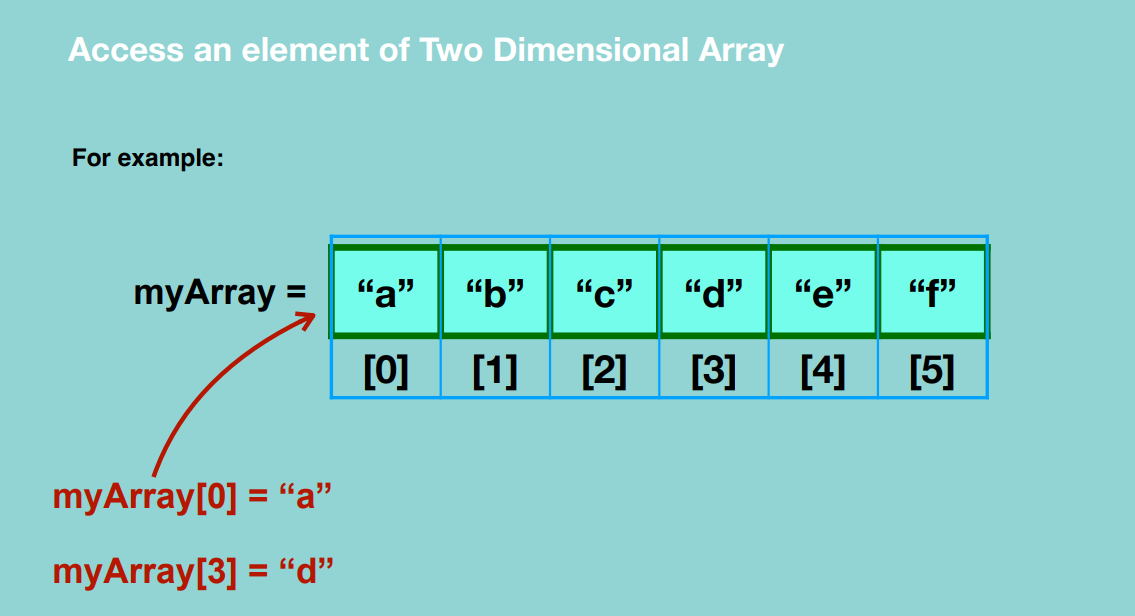 Access an element of Two Dimensional Array
For example:
myArray = “a” “b” “c” “d” “e” “f”
[0] [1] [2] [3] [4] [5]
myArray[0] = “a”
myArray[3] = “d”